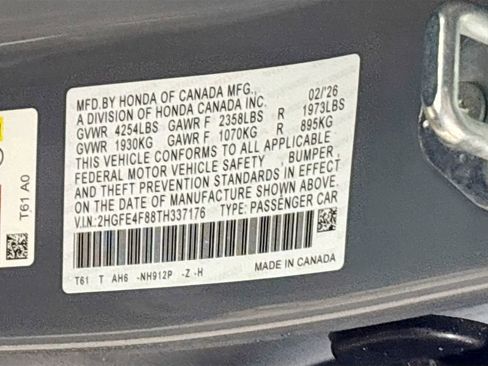 MFD.BY HONDA OF CANADA MFG., 02/'26
A DIVISION OF HONDA CANADA INC.
GVWR 4254LBS GAWR F 2358LBS R 1973LBS
GVWR 1930KG GAWR F 1070KG R 895KG
THIS VEHICLE CONFORMS TO ALL APPLICABLE
FEDERAL MOTOR VEHICLE SAFETY , BUMPER,
AND THEFT PREVENTION STANDARDS IN EFFECT
ON THE DATE OF MANUFACTURE SHOWN ABOVE.
V.I.N:2HGFE4F88TH337176 TYPE: PASSENGER CAR
T61 T AH6 -NH912P -Z -H
MADE IN CANADA
T61 A0